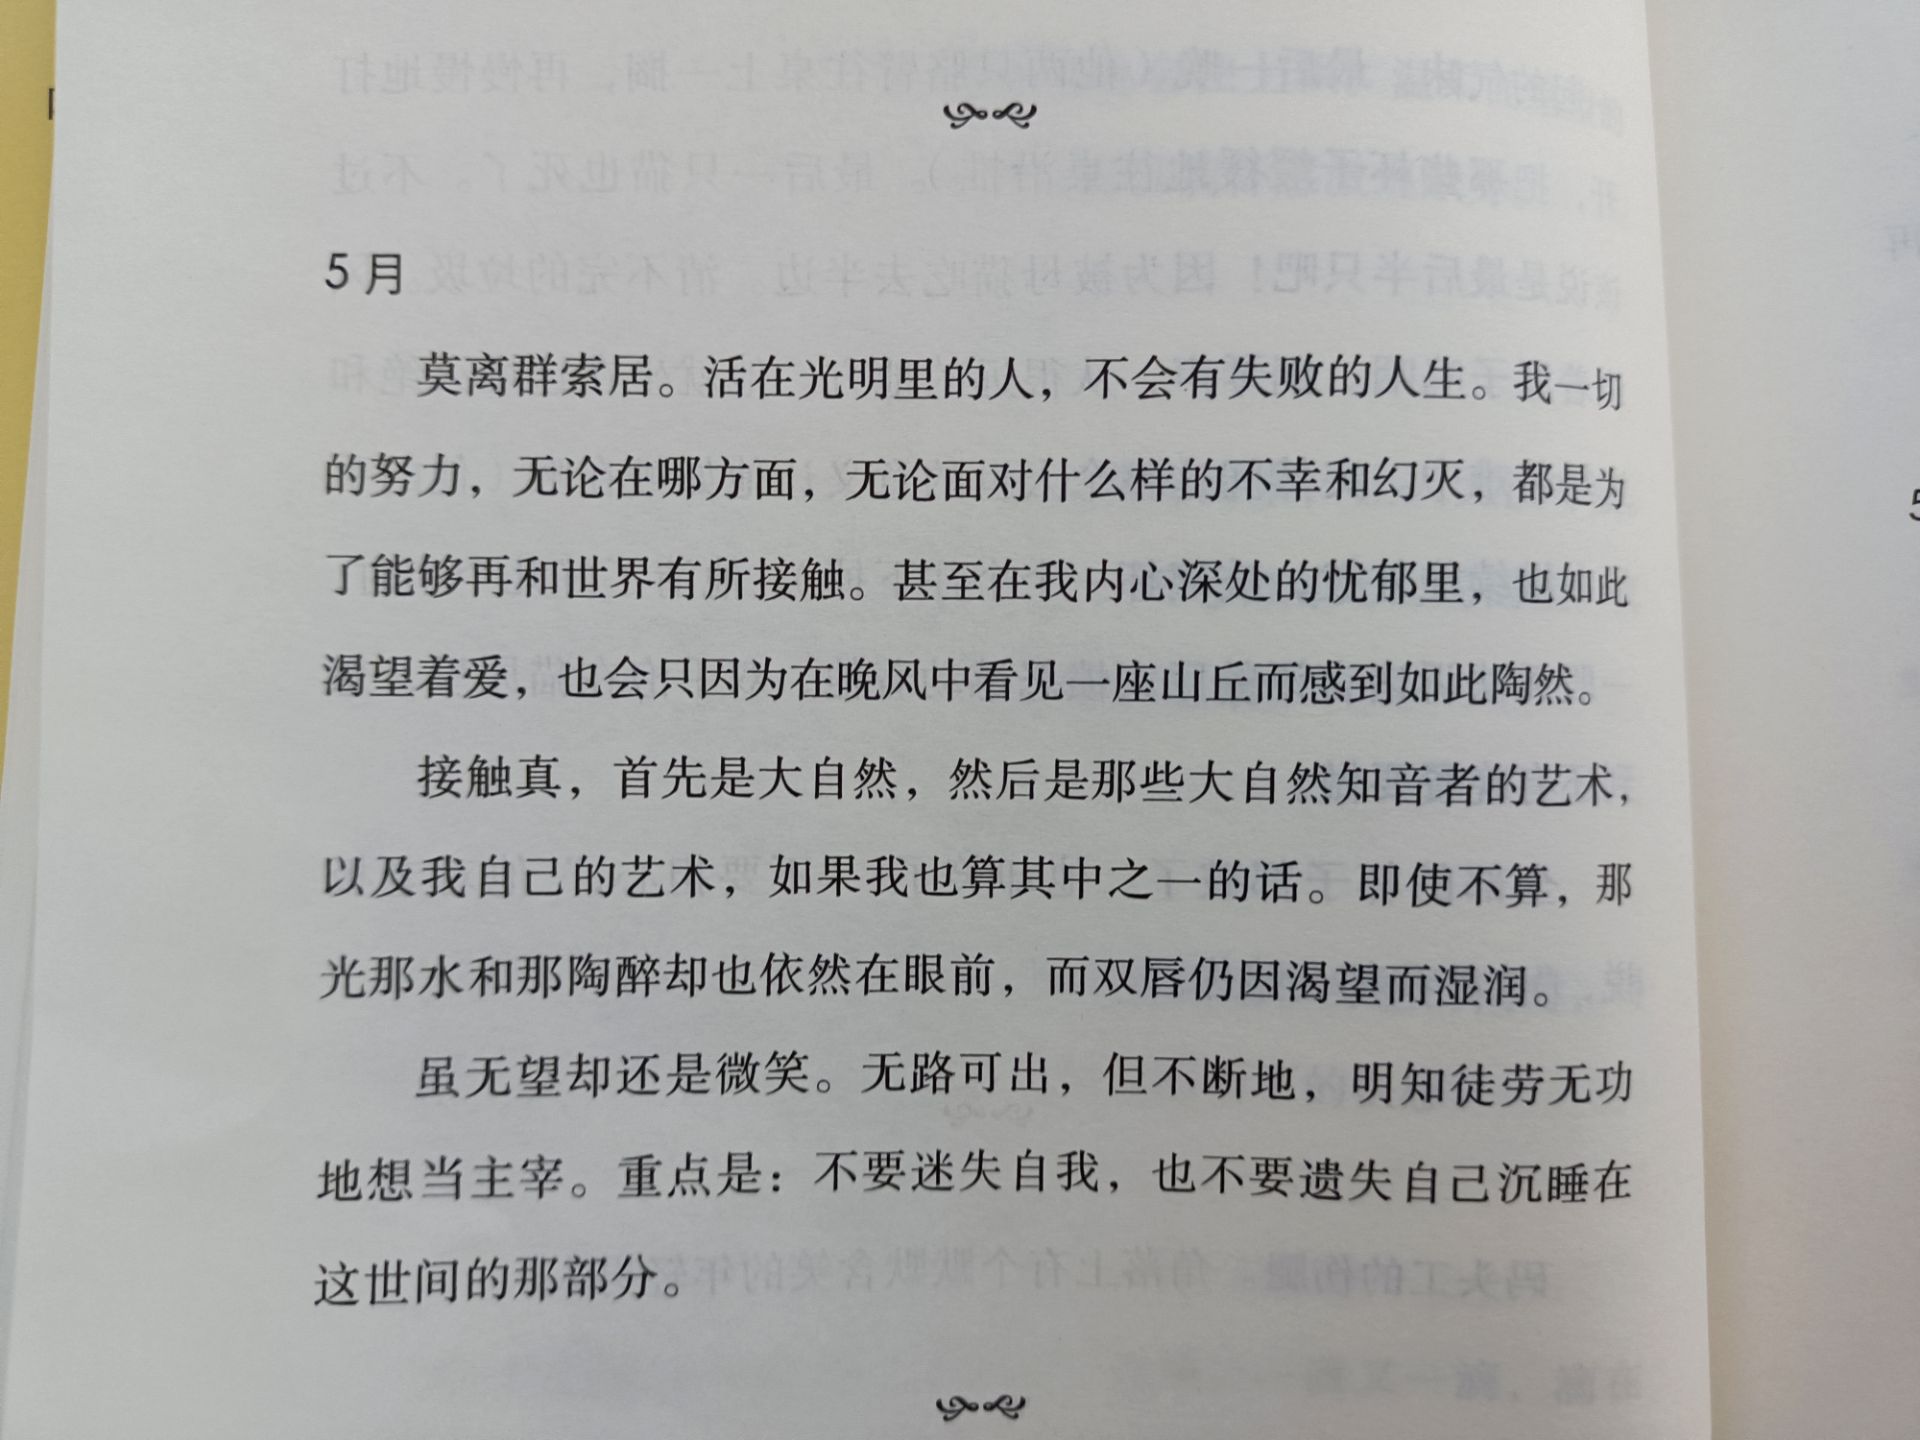 5月
莫离群索居。活在光明里的人，不会有失败的人生。我一切
的努力，无论在哪方面，无论面对什么样的不幸和幻灭，都是为
了能够再和世界有所接触。甚至在我内心深处的忧郁里，也如此
渴望着爱，也会只因为在晚风中看见一座山丘而感到如此陶然。
接触真，首先是大自然，然后是那些大自然知音者的艺术，
以及我自己的艺术，如果我也算其中之一的话。即使不算，那
光那水和那陶醉却也依然在眼前，而双唇仍因渴望而湿润。
虽无望却还是微笑。无路可出，但不断地，明知徒劳无功
地想当主宰。重点是：不要迷失自我，也不要遗失自己沉睡在
这世间的那部分。